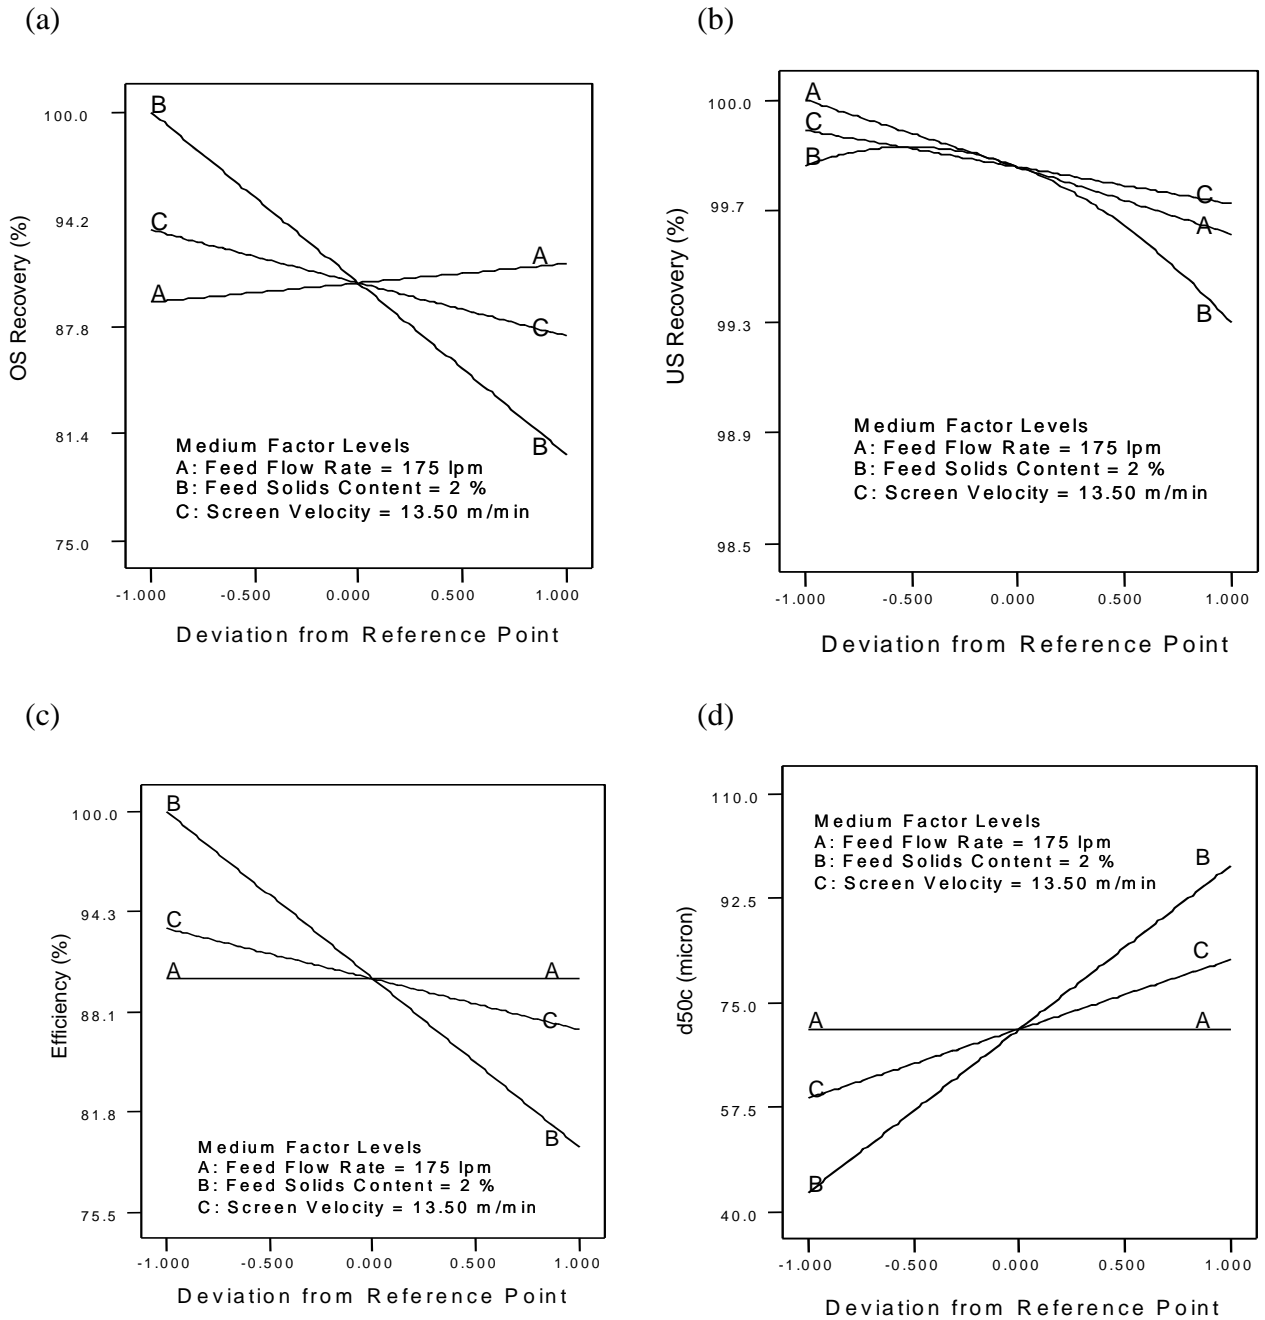 (a)
OS Recovery (%)
100.0
94.2
87.8
81.4
75.0
B
C
A
A
C
B
Medium Factor Levels
A: Feed Flow Rate = 175 lpm
B: Feed Solids Content = 2 %
C: Screen Velocity = 13.50 m/min
-1.000 -0.500 0.000 0.500 1.000
Deviation from Reference Point
(b)
US Recovery (%)
100.0
99.7
99.3
98.9
98.5
A
C
B
C
A
B
Medium Factor Levels
A: Feed Flow Rate = 175 lpm
B: Feed Solids Content = 2 %
C: Screen Velocity = 13.50 m/min
-1.000 -0.500 0.000 0.500 1.000
Deviation from Reference Point
(c)
Efficiency (%)
100.0
94.3
88.1
81.8
75.5
B
C
A
A
C
B
Medium Factor Levels
A: Feed Flow Rate = 175 lpm
B: Feed Solids Content = 2 %
C: Screen Velocity = 13.50 m/min
-1.000 -0.500 0.000 0.500 1.000
Deviation from Reference Point
(d)
d50c (micron)
110.0
92.5
75.0
57.5
40.0
Medium Factor Levels
A: Feed Flow Rate = 175 lpm
B: Feed Solids Content = 2 %
C: Screen Velocity = 13.50 m/min
B
C
A
A
C
B
-1.000 -0.500 0.000 0.500 1.000
Deviation from Reference Point